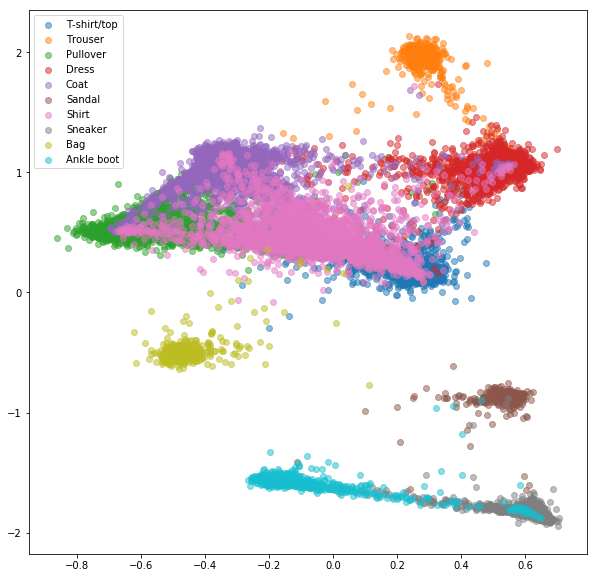 T-shirt/top
Trouser
Pullover
Dress
Coat
Sandal
Shirt
Sneaker
Bag
Ankle boot
2
1
0
−1
−2
−0.8 −0.6 −0.4 −0.2 0.0 0.2 0.4 0.6